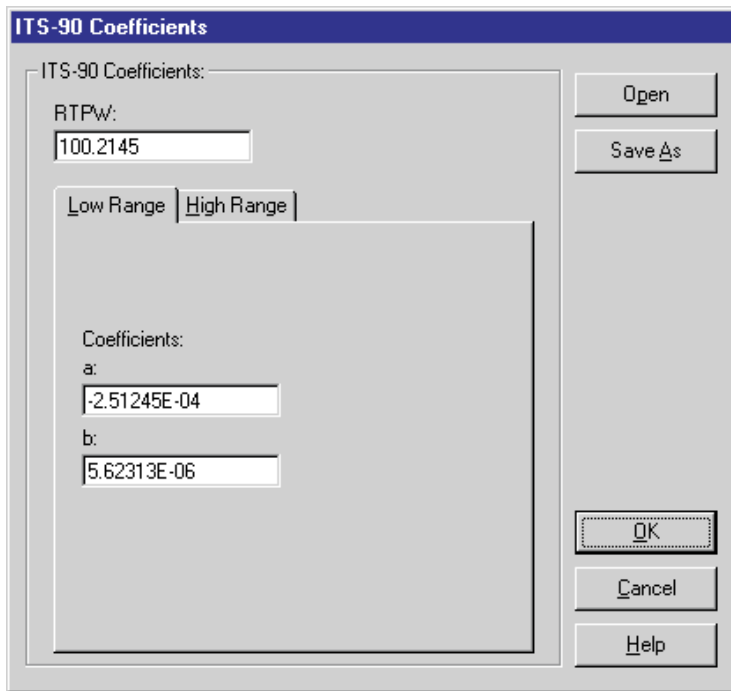 ITS-90 Coefficients
ITS-90 Coefficients:
RTPW:
100.2145
Low Range
High Range
Coefficients:
a:
-2.51245E-04
b:
5.62313E-06
Open
Save As
OK
Cancel
Help